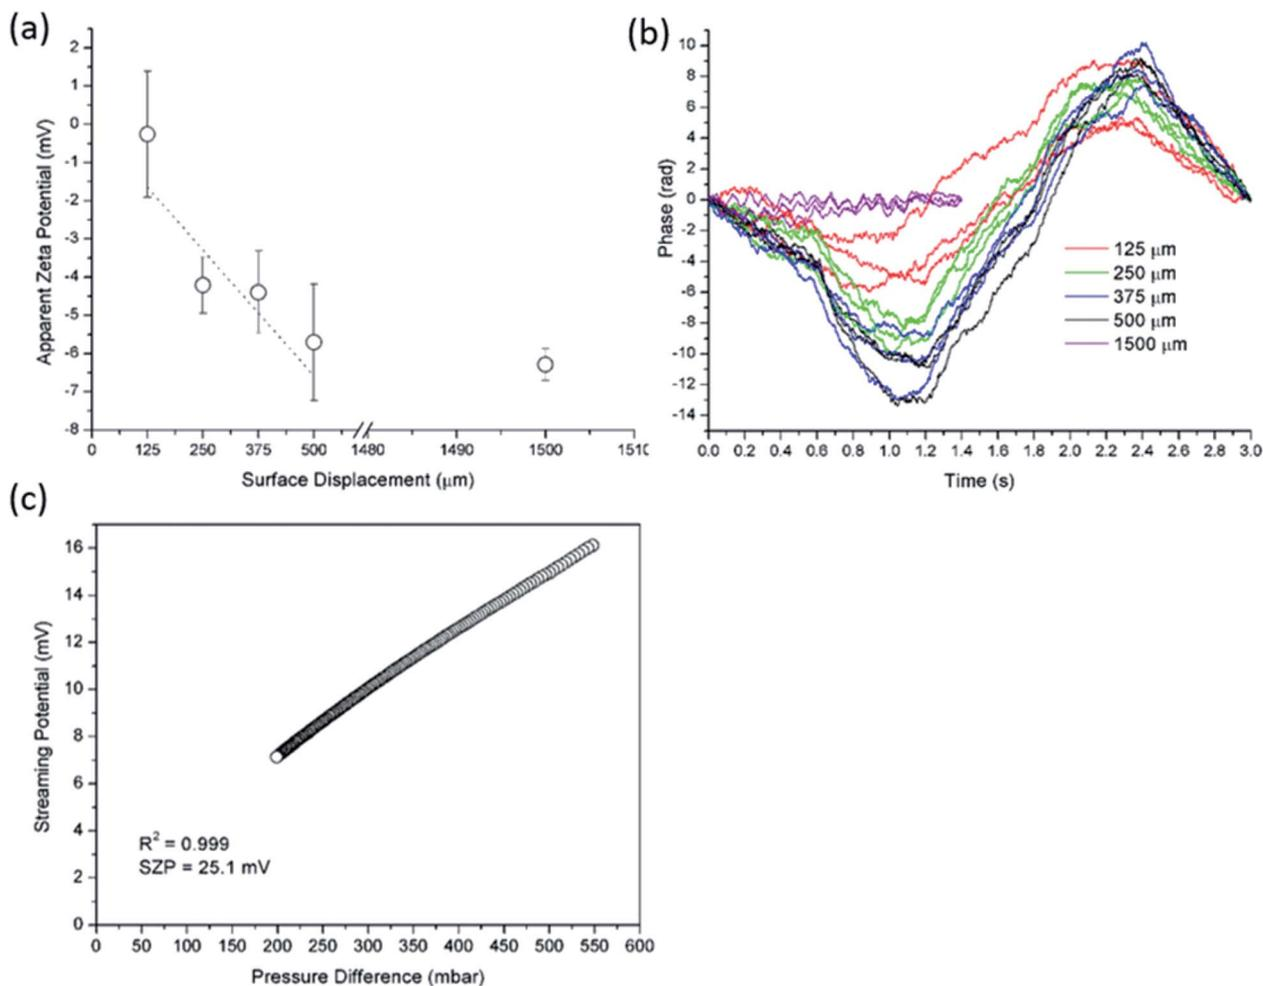 (a)
2
1
0
-1
-2
-3
-4
-5
-6
-7
-8
Apparent Zeta Potential (mV)
0 125 250 375 500 1480 1490 1500 1510
Surface Displacement (μm)
(b)
10
8
6
4
2
0
-2
-4
-6
-8
-10
-12
-14
Phase (rad)
125 μm
250 μm
375 μm
500 μm
1500 μm
0.0 0.2 0.4 0.6 0.8 1.0 1.2 1.4 1.6 1.8 2.0 2.2 2.4 2.6 2.8 3.0
Time (s)
(c)
16
14
12
10
8
6
4
2
0
Streaming Potential (mV)
R² = 0.999
SZP = 25.1 mV
0 50 100 150 200 250 300 350 400 450 500 550 600
Pressure Difference (mbar)